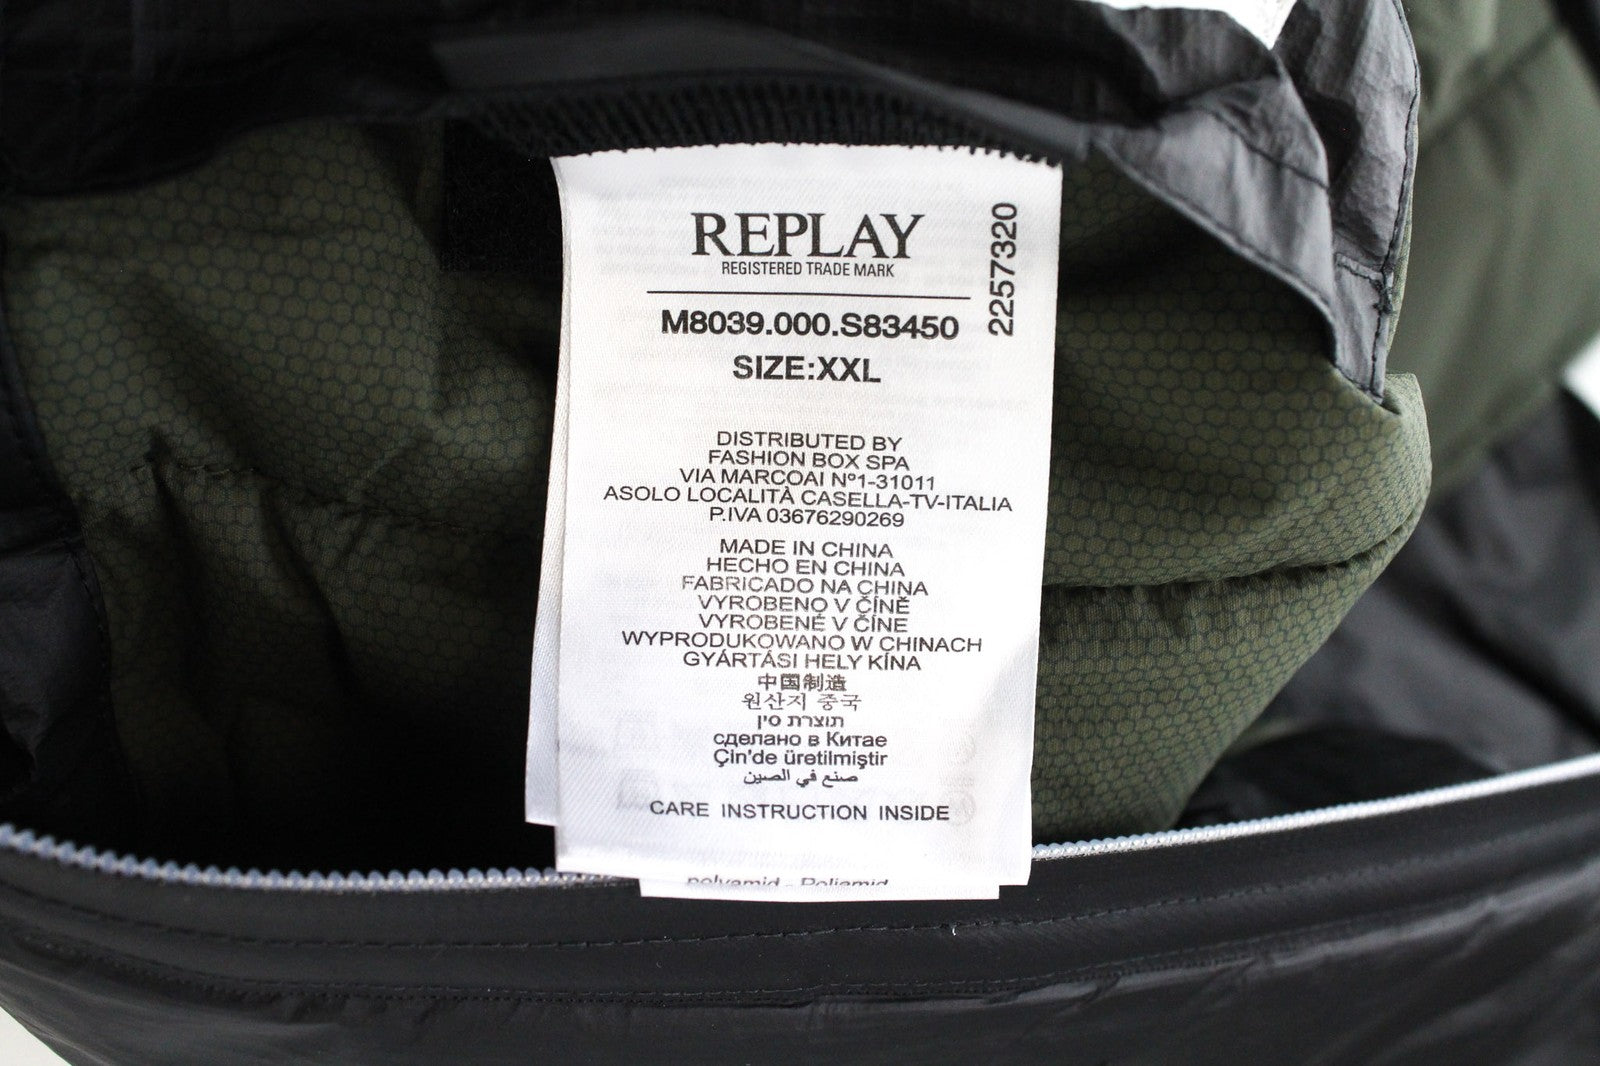 REPLAY
REGISTERED TRADE MARK
2257320
M8039.000.S83450
SIZE:XXL
DISTRIBUTED BY
FASHION BOX SPA
VIA MARCOAI Nº1-31011
ASOLO LOCALITÀ CASELLA-TV-ITALIA
P.IVA 03676290269
MADE IN CHINA
HECHO EN CHINA
FABRICADO NA CHINA
VYROBENO V ČÍNĚ
VYROBENÉ V ČÍNE
WYPRODUKOWANO W CHINACH
GYÁRTÁSI HELY KÍNA
中国制造
원산지 중국
תוצרת סין
сделано в Китае
Çin'de üretilmiştir
صنع في الصين
CARE INSTRUCTION INSIDE
polyamid - Poliamid